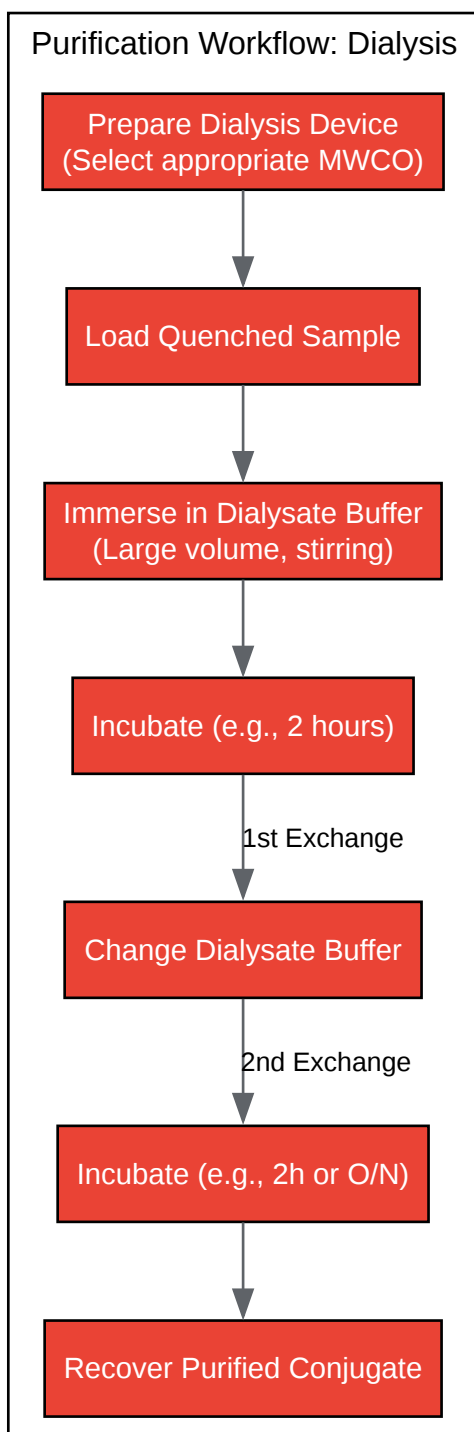 Purification Workflow: Dialysis
Prepare Dialysis Device
(Select appropriate MWCO)
Load Quenched Sample
Immerse in Dialysate Buffer
(Large volume, stirring)
Incubate (e.g., 2 hours)
1st Exchange
Change Dialysate Buffer
2nd Exchange
Incubate (e.g., 2h or O/N)
Recover Purified Conjugate